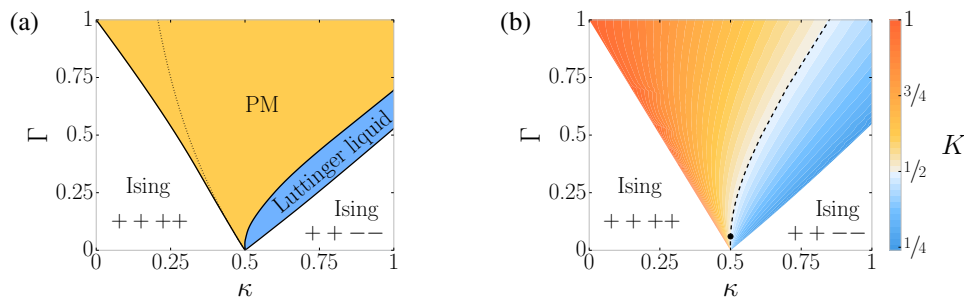 (a)
1
0.75
0.5
0.25
0
Γ
PM
Luttinger liquid
Ising
+ + ++
Ising
+ + − −
0
0.25
0.5
0.75
1
κ
(b)
1
0.75
0.5
0.25
0
Γ
Ising
+ + ++
Ising
+ + − −
0
0.25
0.5
0.75
1
κ
1
3/4
1/2
1/4
K